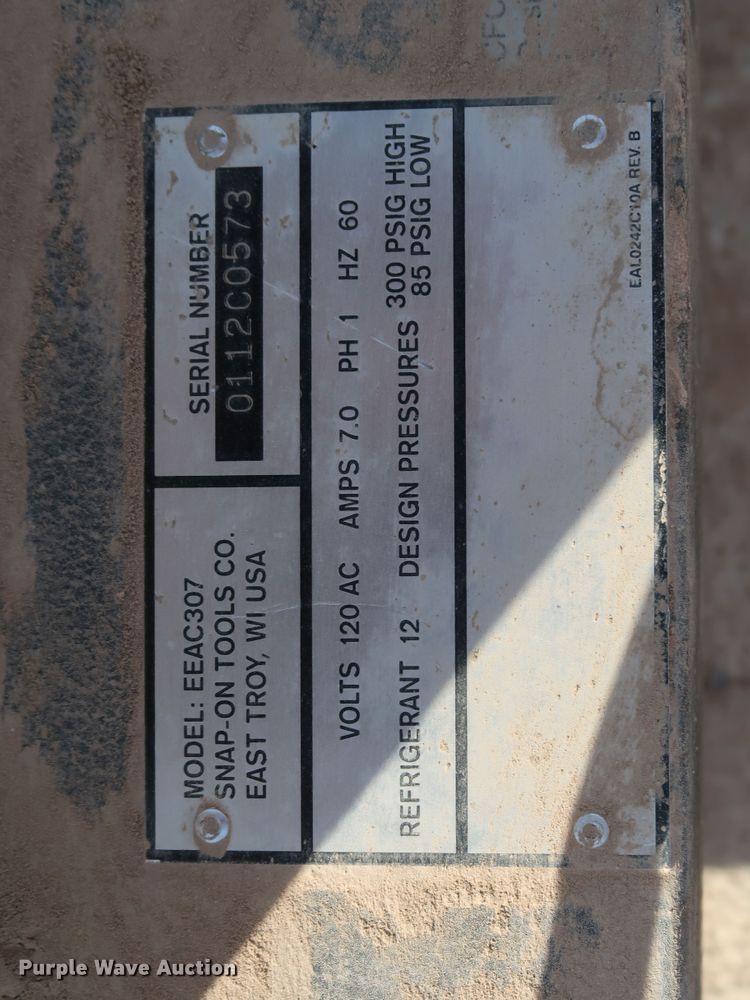 MODEL: EEAC307
SNAP-ON TOOLS CO.
EAST TROY, WI USA
SERIAL NUMBER
0112C0573
VOLTS 120 AC AMPS 7.0 PH 1 HZ 60
REFRIGERANT 12 DESIGN PRESSURES 300 PSIG HIGH
85 PSIG LOW
EAL0242C10A REV. B
CFC
Purple Wave Auction